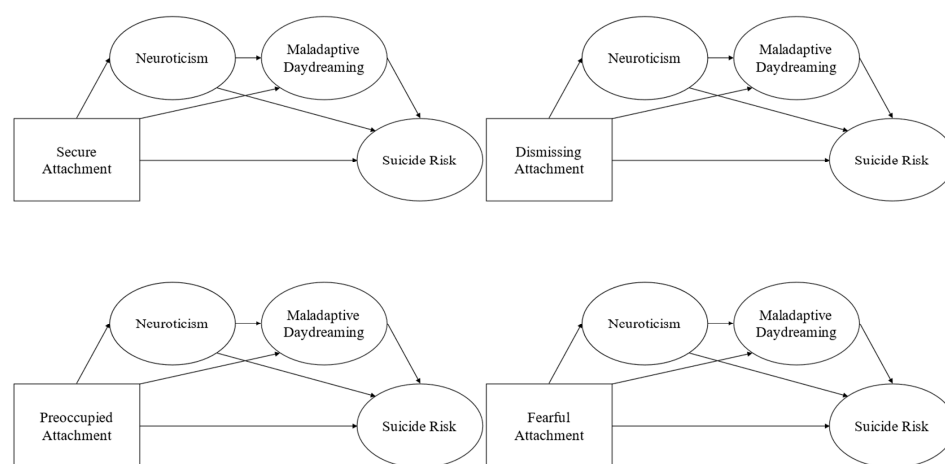 Neuroticism
Maladaptive
Daydreaming
Secure
Attachment
Suicide Risk
Neuroticism
Maladaptive
Daydreaming
Dismissing
Attachment
Suicide Risk
Neuroticism
Maladaptive
Daydreaming
Preoccupied
Attachment
Suicide Risk
Neuroticism
Maladaptive
Daydreaming
Fearful
Attachment
Suicide Risk